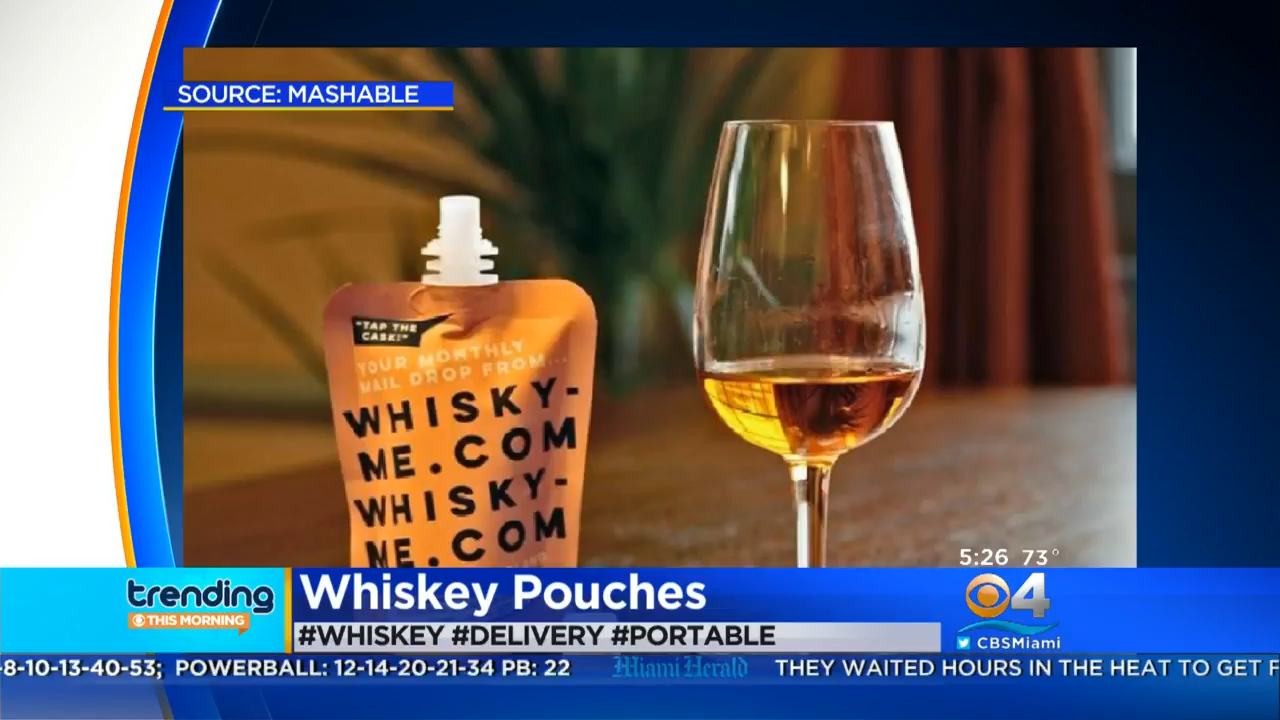 SOURCE: MASHABLE
"TAP THE
CASK!"
YOUR MONTHLY
MAIL DROP FROM...
WHISKY-
ME.COM
WHISKY-
ME.COM
5:26 73°
trending
THIS MORNING
Whiskey Pouches
#WHISKEY #DELIVERY #PORTABLE
4
CBSMiami
-8-10-13-40-53; POWERBALL: 12-14-20-21-34 PB: 22 Miami Herald THEY WAITED HOURS IN THE HEAT TO GET F